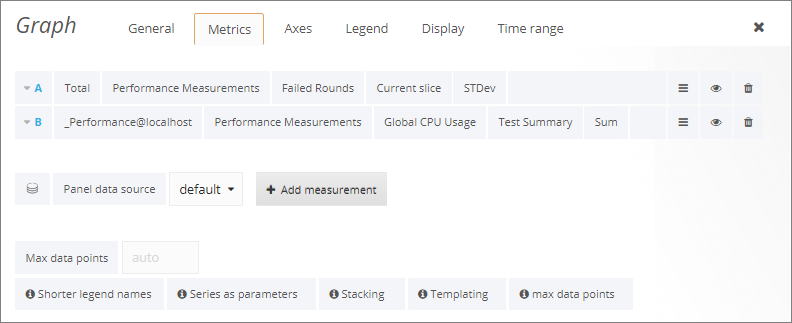 Graph General Metrics Axes Legend Display Time range
A Total Performance Measurements Failed Rounds Current slice STDev
B _Performance@localhost Performance Measurements Global CPU Usage Test Summary Sum
Panel data source default Add measurement
Max data points auto
Shorter legend names Series as parameters Stacking Templating max data points